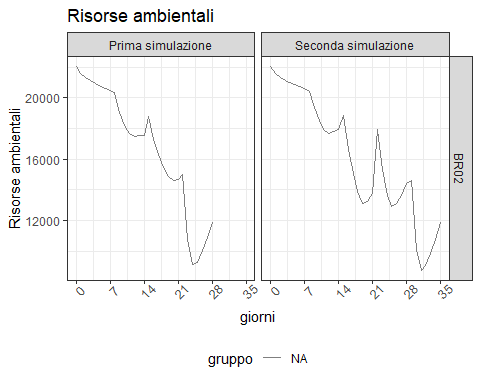 Risorse ambientali
Prima simulazione
Seconda simulazione
Risorse ambientali
20000
16000
12000
BR02
0 7 14 21 28 35
0 7 14 21 28 35
giorni
gruppo NA